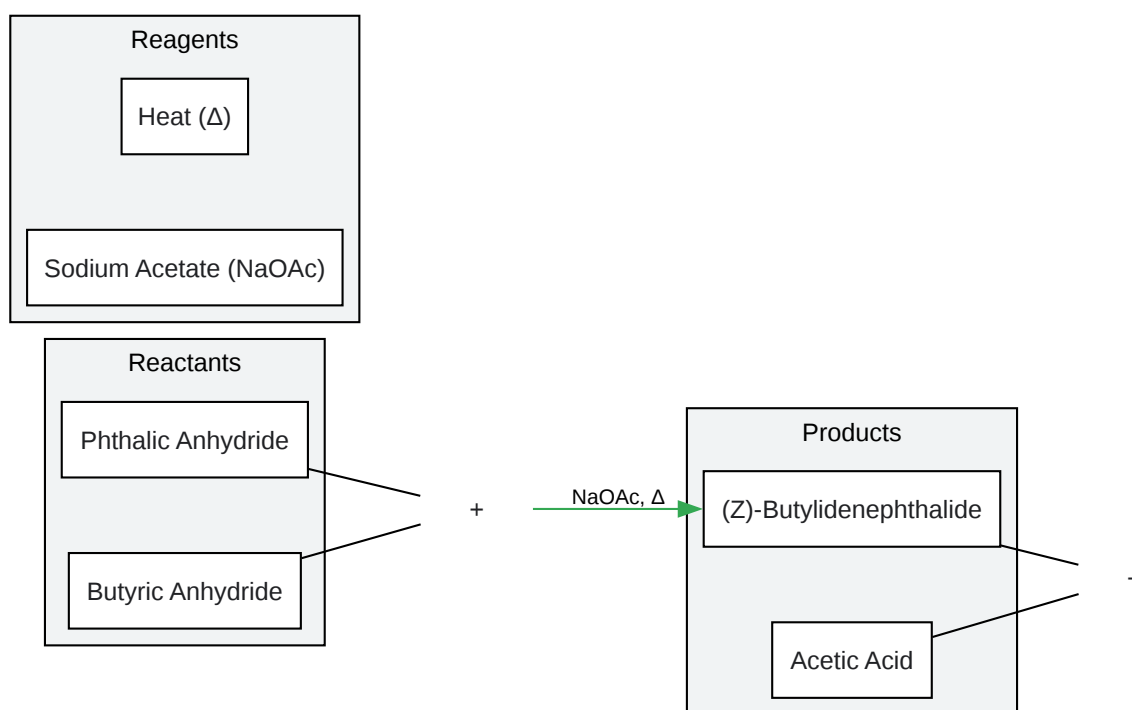 Reagents
Heat (Δ)
Sodium Acetate (NaOAc)
Reactants
Phthalic Anhydride
Butyric Anhydride
+
NaOAc, Δ
Products
(Z)-Butylidenephthalide
Acetic Acid